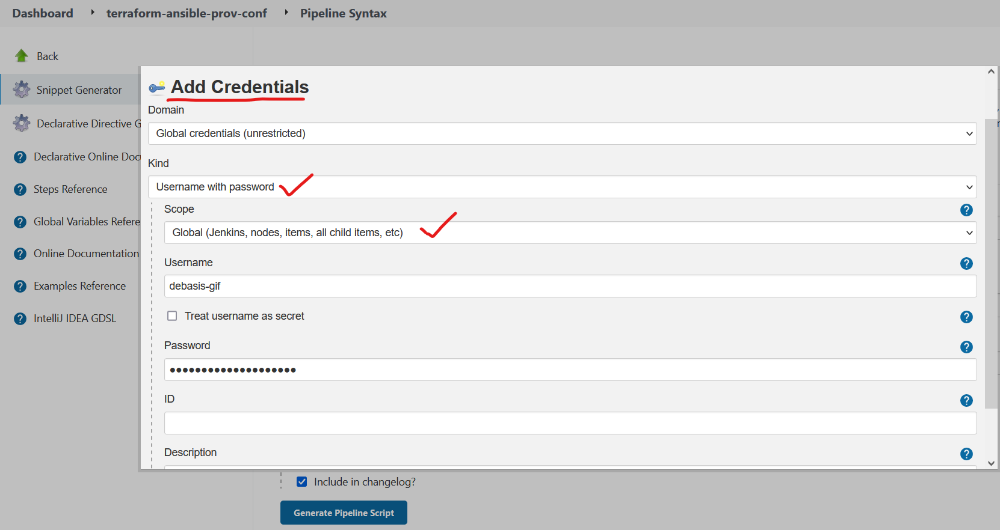 Dashboard terraform-ansible-prov-conf Pipeline Syntax
Back
Snippet Generator
Declarative Directive G
Declarative Online Doc
Steps Reference
Global Variables Refere
Online Documentation
Examples Reference
IntelliJ IDEA GDSL
Add Credentials
Domain
Global credentials (unrestricted)
Kind
Username with password
Scope
Global (Jenkins, nodes, items, all child items, etc)
Username
debasis-gif
Treat username as secret
Password
••••••••••••••••••••
ID
Description
Include in changelog?
Generate Pipeline Script